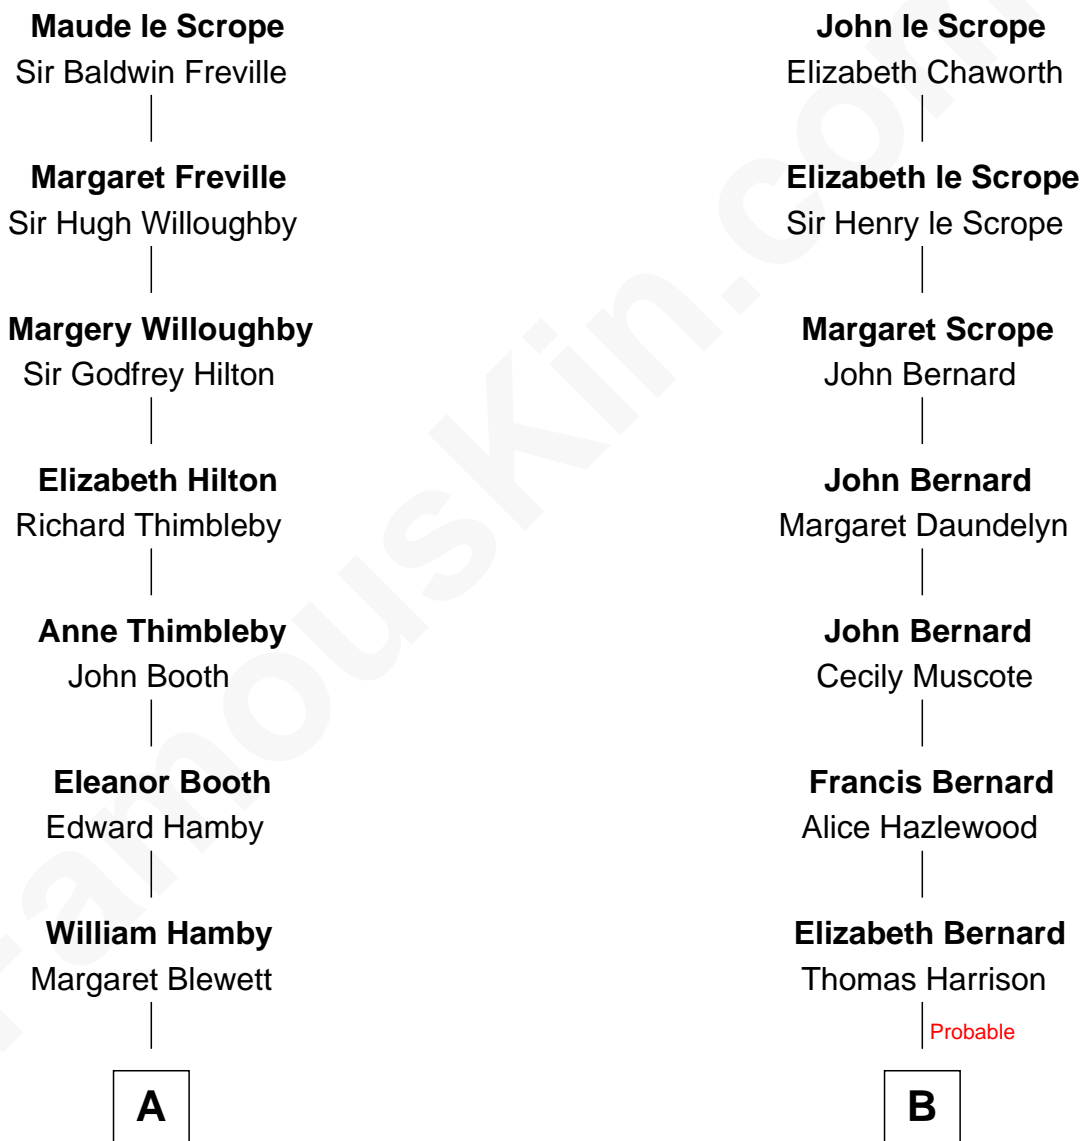 Maude le Scrope
Sir Baldwin Freville
Margaret Freville
Sir Hugh Willoughby
Margery Willoughby
Sir Godfrey Hilton
Elizabeth Hilton
Richard Thimbleby
Anne Thimbleby
John Booth
Eleanor Booth
Edward Hamby
William Hamby
Margaret Blewett
A
John le Scrope
Elizabeth Chaworth
Elizabeth le Scrope
Sir Henry le Scrope
Margaret Scrope
John Bernard
John Bernard
Margaret Daundelyn
John Bernard
Cecily Muscote
Francis Bernard
Alice Hazlewood
Elizabeth Bernard
Thomas Harrison
Probable
B
FamousKin.com